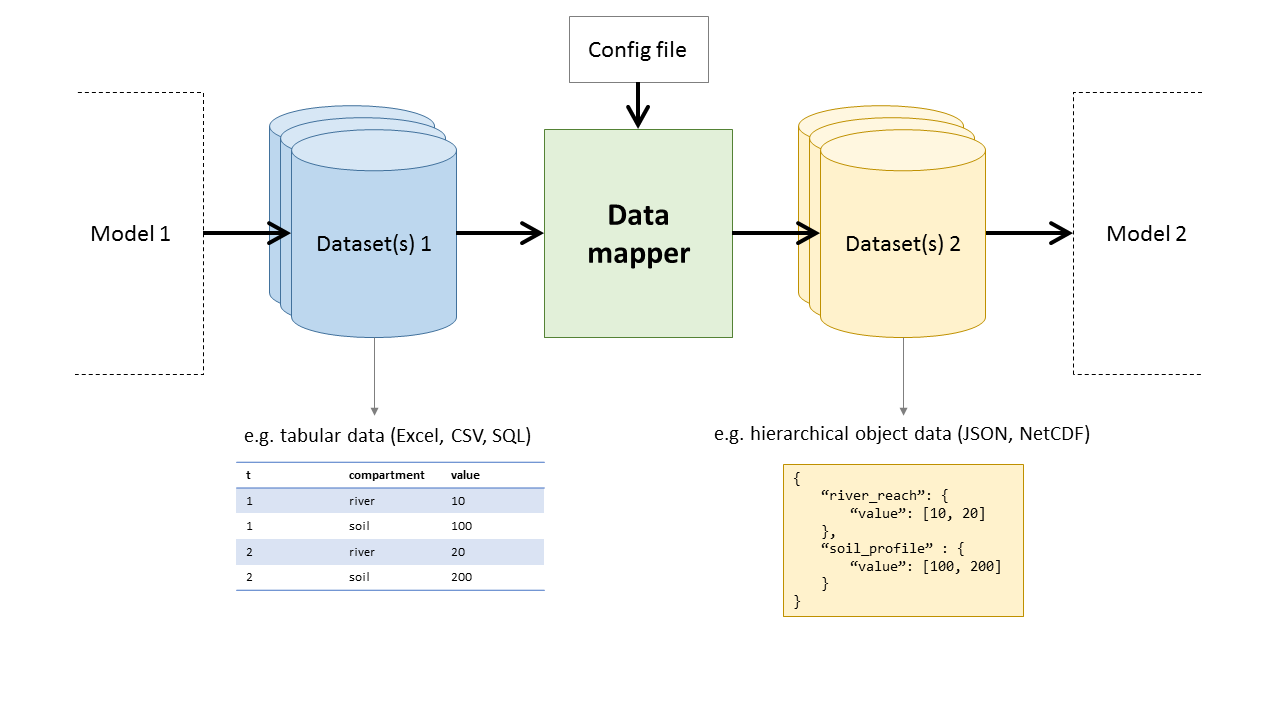 Config file
Model 1
Dataset(s) 1
Data
mapper
Dataset(s) 2
Model 2
e.g. tabular data (Excel, CSV, SQL)
t compartment value
1 river 10
1 soil 100
2 river 20
2 soil 200
e.g. hierarchical object data (JSON, NetCDF)
{
“river_reach”: {
“value”: [10, 20]
},
“soil_profile” : {
“value”: [100, 200]
}
}